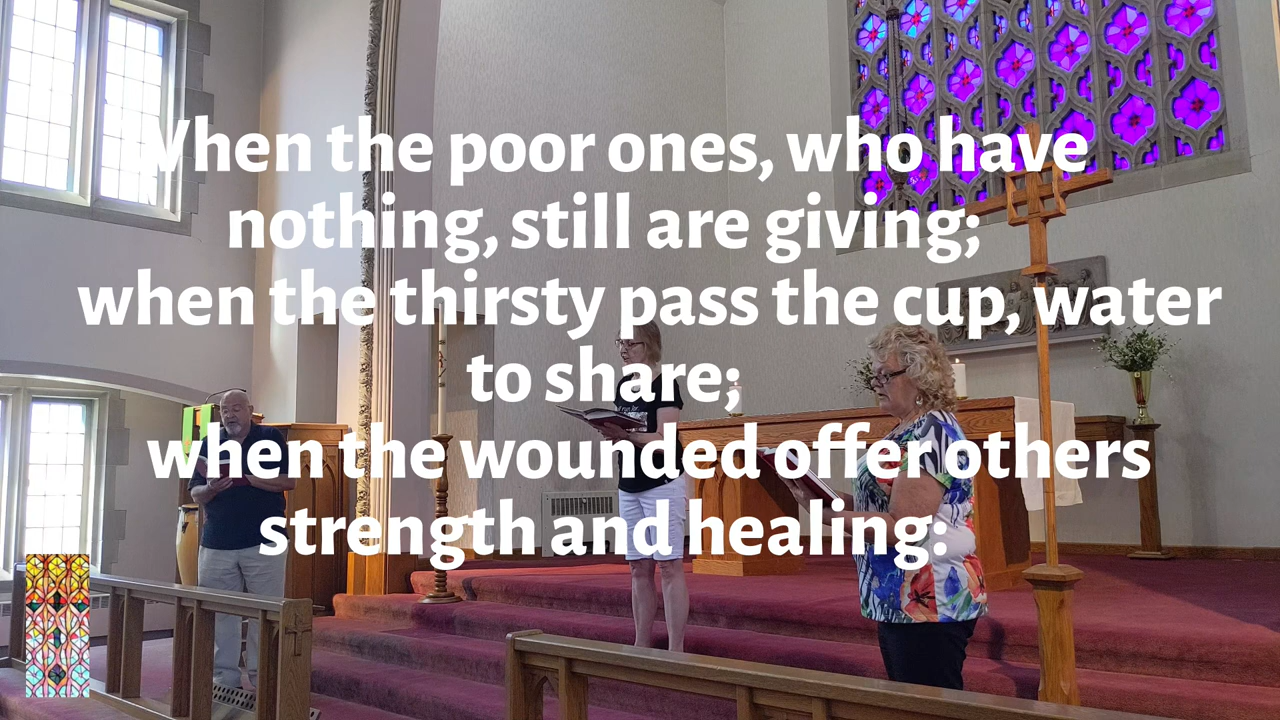 When the poor ones, who have
nothing, still are giving;
when the thirsty pass the cup, water
to share;
when the wounded offer others
strength and healing: